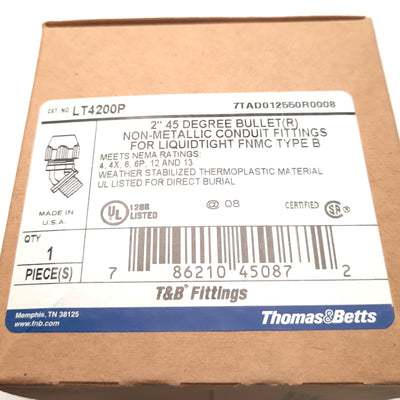 CAT. NO. LT4200P
7TAD012550R0008
2" 45 DEGREE BULLET(R)
NON-METALLIC CONDUIT FITTINGS
FOR LIQUIDTIGHT FNMC TYPE B
MEETS NEMA RATINGS:
4, 4X, 6, 6P, 12 AND 13
WEATHER STABILIZED THERMOPLASTIC MATERIAL
UL LISTED FOR DIRECT BURIAL
MADE IN
U.S.A.
UL 12BR
LISTED
@ 08
CERTIFIED SA
QTY
1
PIECE(S)
7 86210 45087 2
T&B® Fittings
Memphis, TN 38125
www.tnb.com
Thomas&Betts